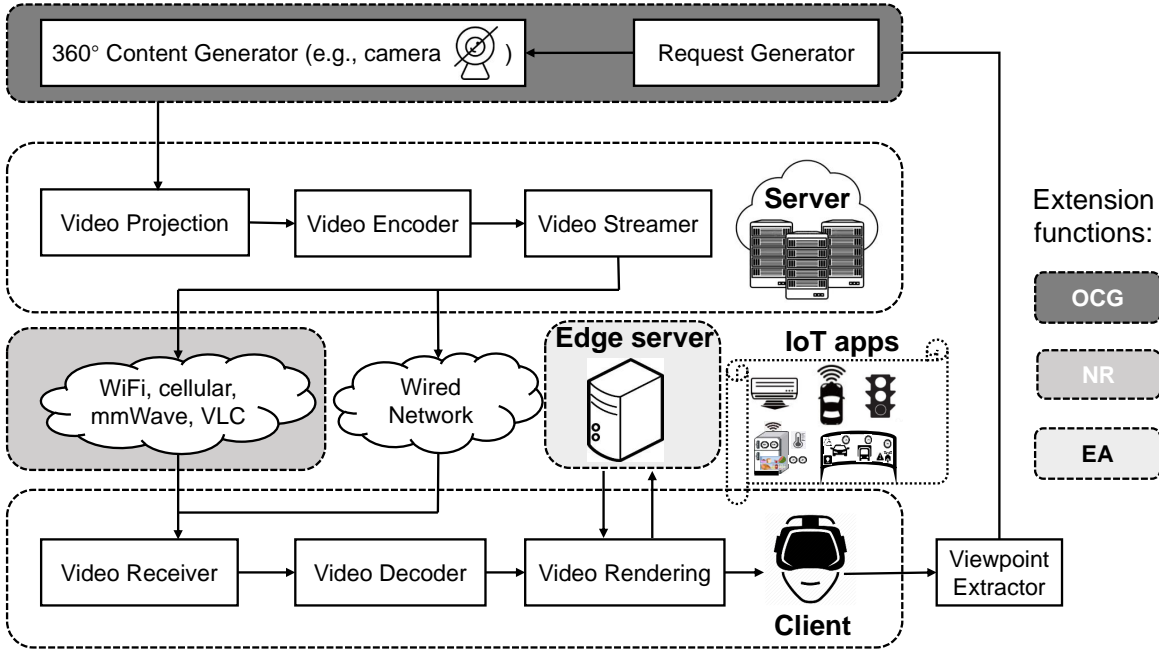 360° Content Generator (e.g., camera )
Request Generator
Video Projection
Video Encoder
Video Streamer
Server
Extension
functions:
OCG
NR
EA
WiFi, cellular,
mmWave, VLC
Wired
Network
Edge server
IoT apps
Video Receiver
Video Decoder
Video Rendering
Client
Viewpoint
Extractor